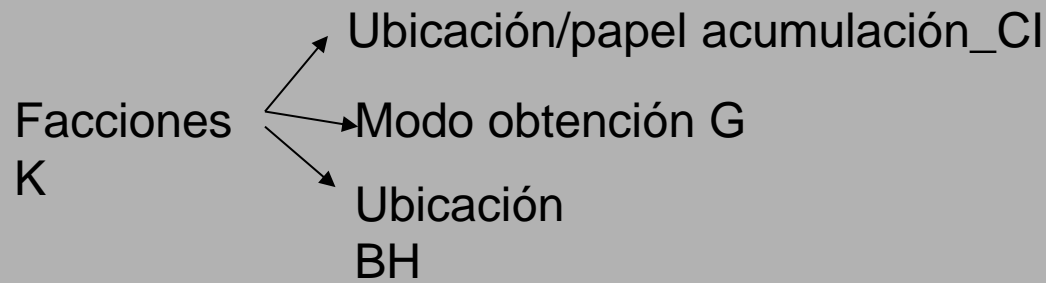 Ubicación/papel acumulación_CI
Facciones
K
Modo obtención G
Ubicación
BH